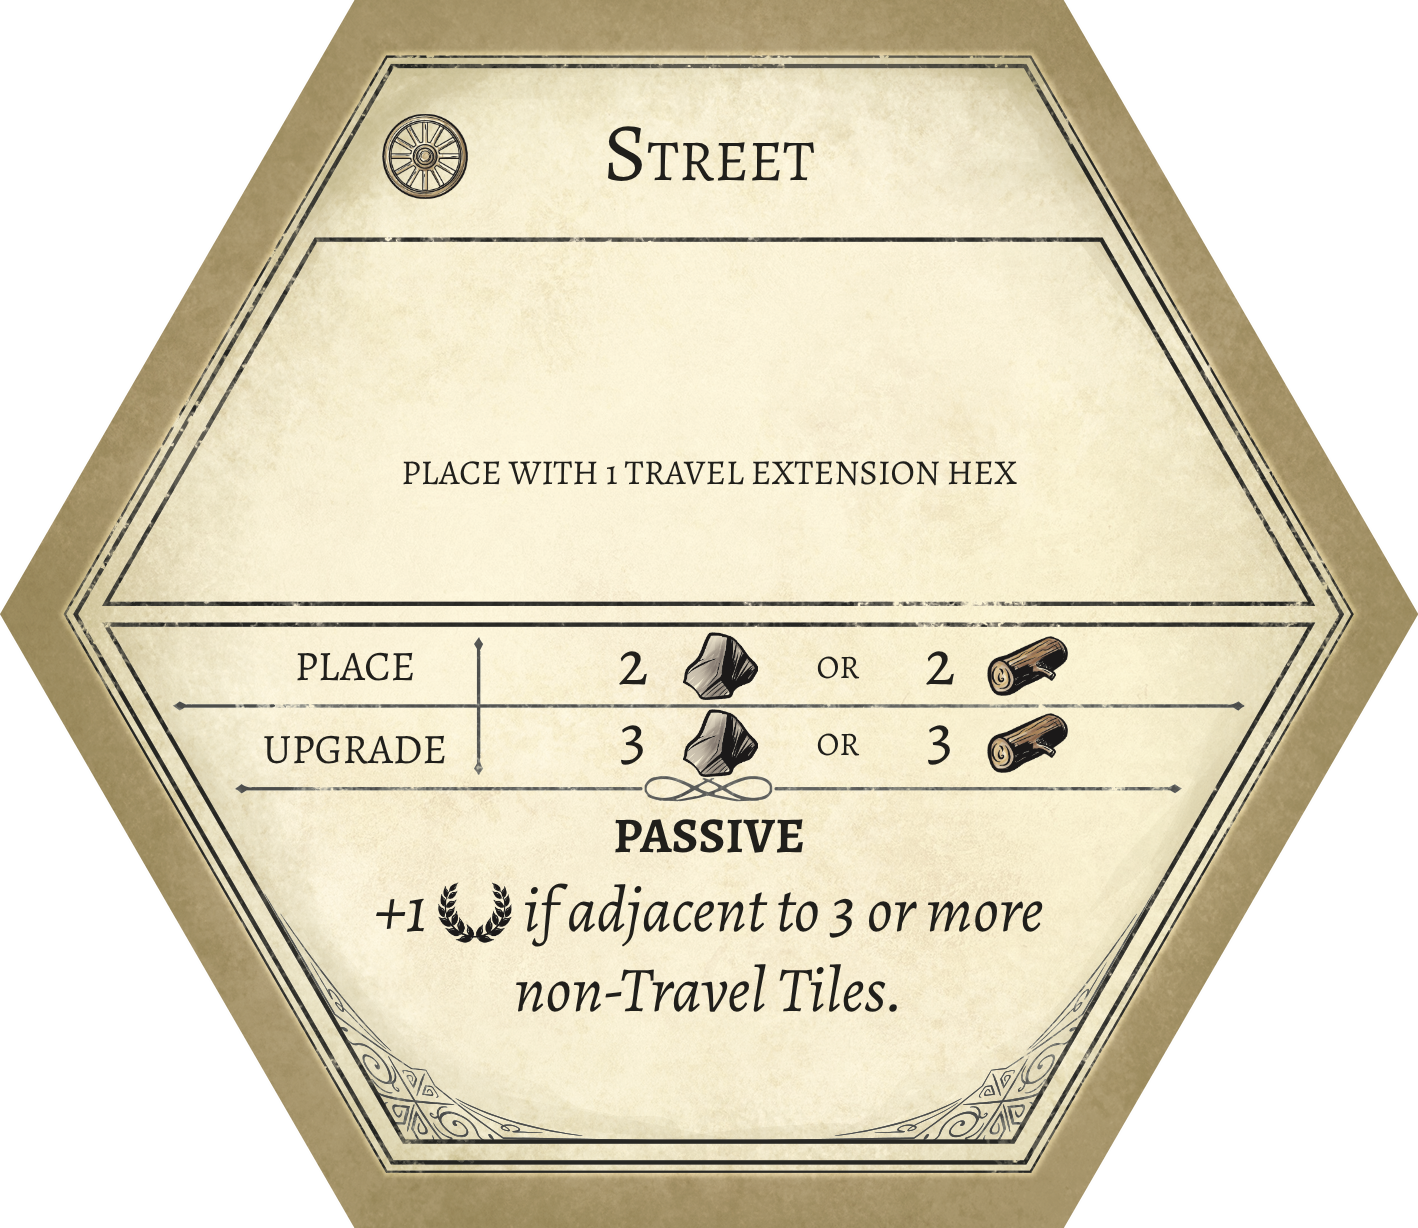 Street
PLACE WITH 1 TRAVEL EXTENSION HEX
PLACE 2 OR 2
UPGRADE 3 OR 3
PASSIVE
+1 if adjacent to 3 or more
non-Travel Tiles.